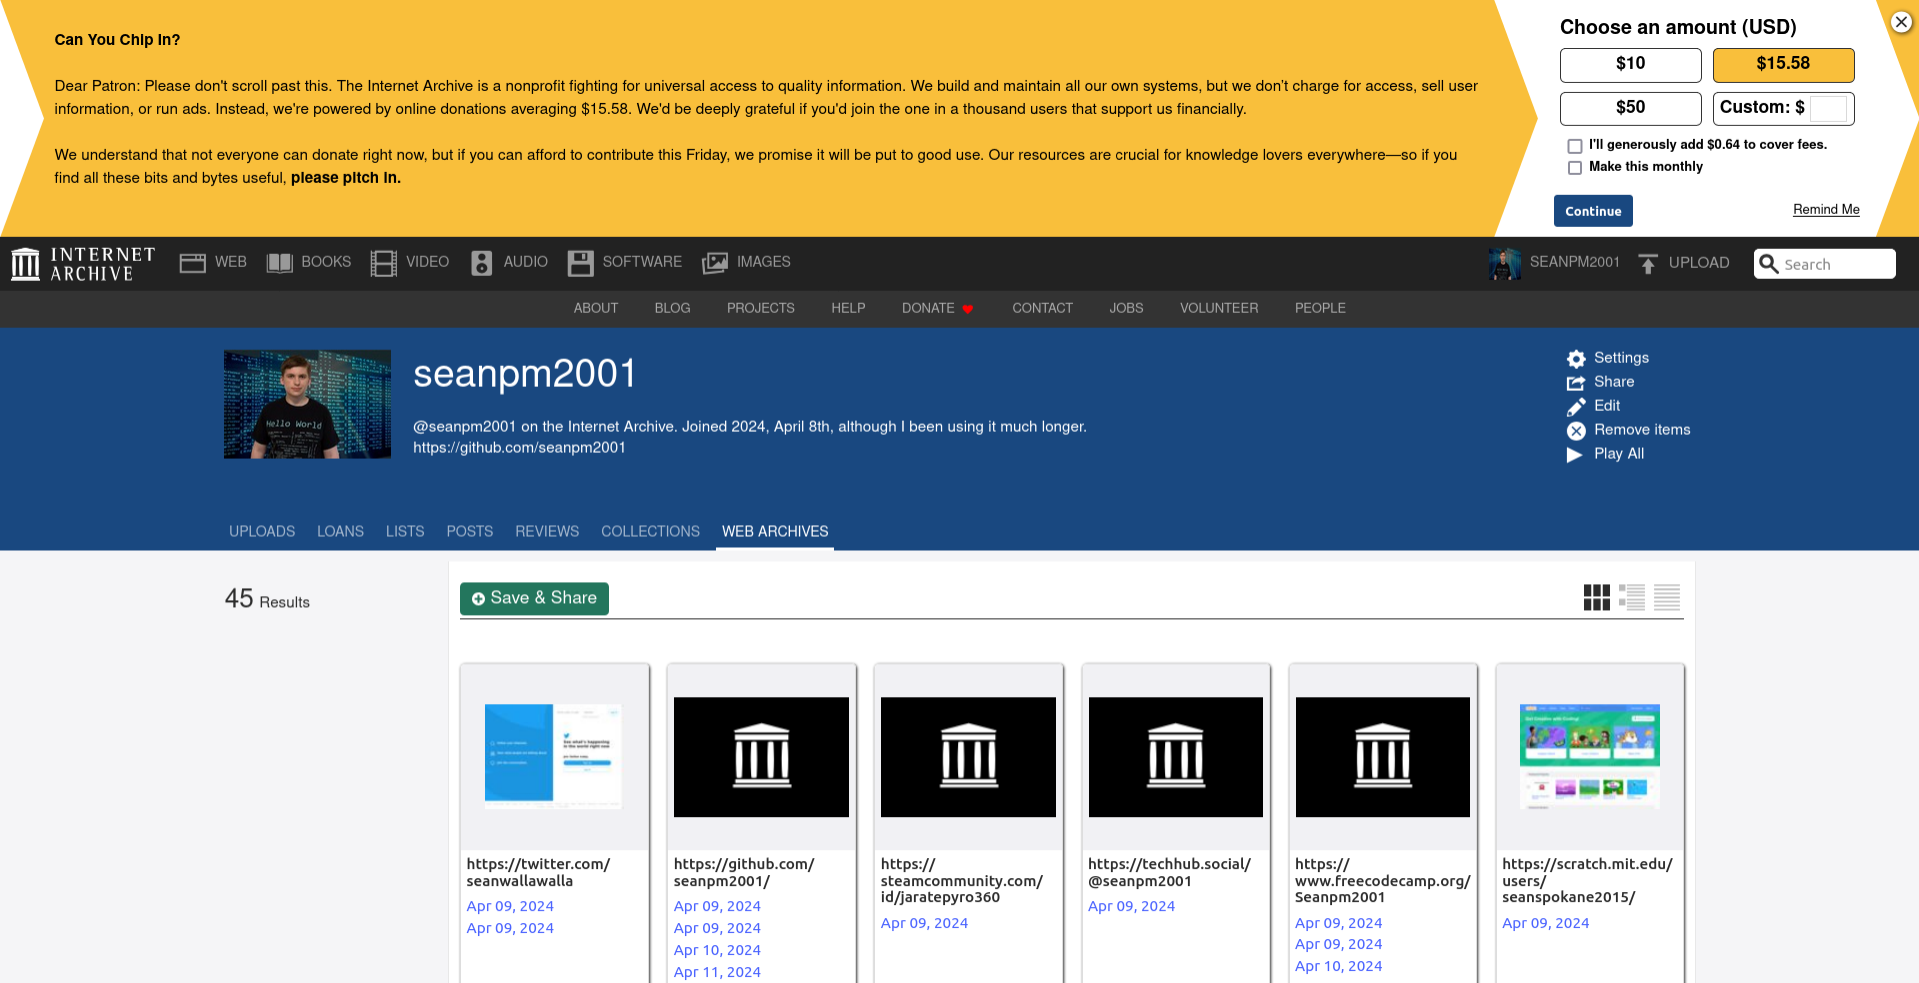 Can You Chip In?
Dear Patron: Please don't scroll past this. The Internet Archive is a nonprofit fighting for universal access to quality information. We build and maintain all our own systems, but we don’t charge for access, sell user
information, or run ads. Instead, we're powered by online donations averaging $15.58. We'd be deeply grateful if you'd join the one in a thousand users that support us financially.
We understand that not everyone can donate right now, but if you can afford to contribute this Friday, we promise it will be put to good use. Our resources are crucial for knowledge lovers everywhere—so if you
find all these bits and bytes useful, please pitch in.
Choose an amount (USD)
$10
$15.58
$50
Custom: $
I'll generously add $0.64 to cover fees.
Make this monthly
Continue
Remind Me
INTERNET
ARCHIVE
WEB
BOOKS
VIDEO
AUDIO
SOFTWARE
IMAGES
SEANPM2001
UPLOAD
Search
ABOUT
BLOG
PROJECTS
HELP
DONATE
CONTACT
JOBS
VOLUNTEER
PEOPLE
Hello World
seanpm2001
@seanpm2001 on the Internet Archive. Joined 2024, April 8th, although I been using it much longer.
https://github.com/seanpm2001
Settings
Share
Edit
Remove items
Play All
UPLOADS
LOANS
LISTS
POSTS
REVIEWS
COLLECTIONS
WEB ARCHIVES
45 Results
Save & Share
See what's happening
in the world right now
https://twitter.com/
seanwallawalla
Apr 09, 2024
Apr 09, 2024
https://github.com/
seanpm2001/
Apr 09, 2024
Apr 09, 2024
Apr 10, 2024
Apr 11, 2024
https://
steamcommunity.com/
id/jaratepyro360
Apr 09, 2024
https://techhub.social/
@seanpm2001
Apr 09, 2024
https://
www.freecodecamp.org/
Seanpm2001
Apr 09, 2024
Apr 09, 2024
Apr 10, 2024
https://scratch.mit.edu/
users/
seanspokane2015/
Apr 09, 2024